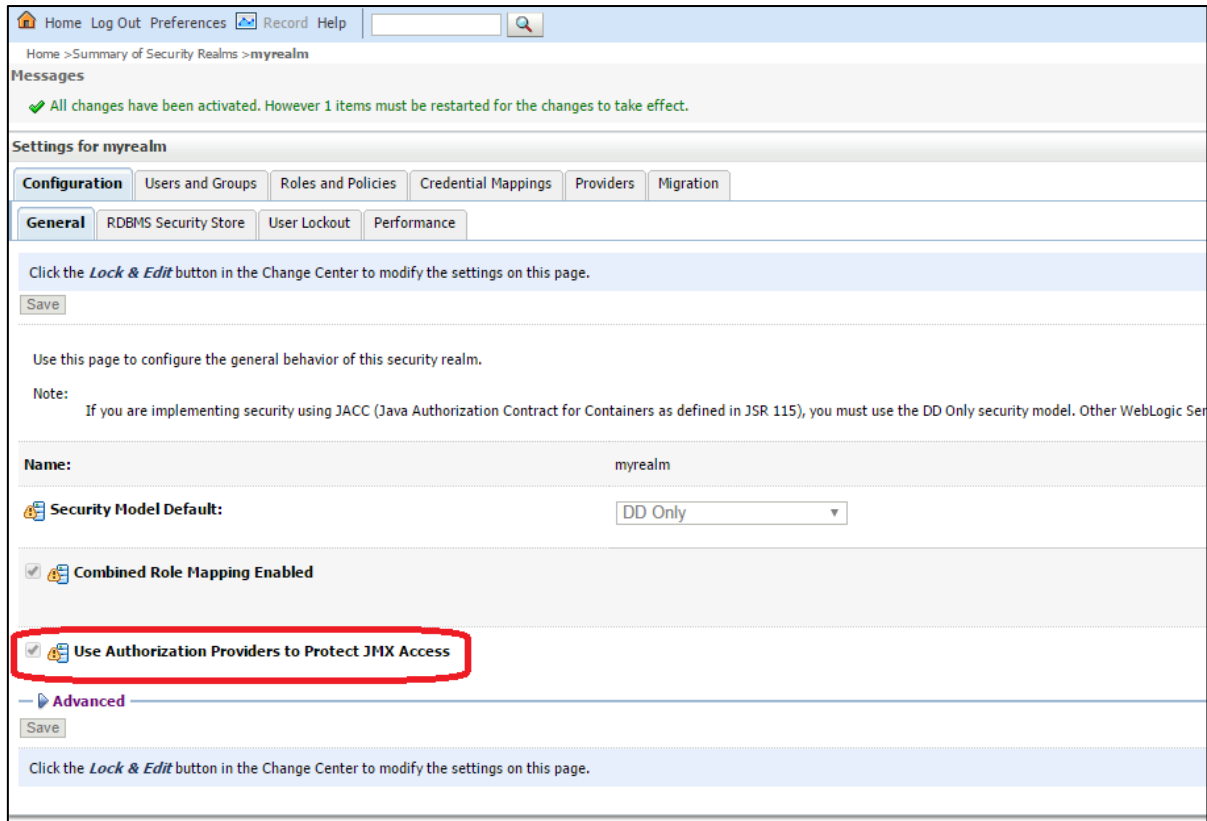 Home Log Out Preferences Record Help
Home >Summary of Security Realms >myrealm
Messages
All changes have been activated. However 1 items must be restarted for the changes to take effect.
Settings for myrealm
Configuration Users and Groups Roles and Policies Credential Mappings Providers Migration
General RDBMS Security Store User Lockout Performance
Click the Lock & Edit button in the Change Center to modify the settings on this page.
Save
Use this page to configure the general behavior of this security realm.
Note:
If you are implementing security using JACC (Java Authorization Contract for Containers as defined in JSR 115), you must use the DD Only security model. Other WebLogic Ser
Name: myrealm
Security Model Default: DD Only
Combined Role Mapping Enabled
Use Authorization Providers to Protect JMX Access
Advanced
Save
Click the Lock & Edit button in the Change Center to modify the settings on this page.